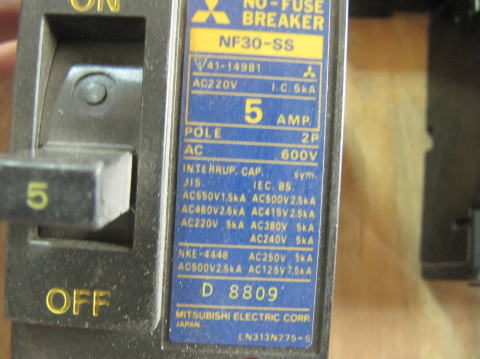 ON
NO-FUSE
BREAKER
NF30-SS
41-14981
AC220V I.C. 5kA
5 AMP.
POLE 2P
AC 600V
INTERRUP. CAP. sym.
JIS. IEC. BS.
AC550V1.5kA AC500V2.5kA
AC460V2.5kA AC415V2.5kA
AC220V 5kA AC380V 5kA
AC240V 5kA
NKE-4448 AC250V 5kA
AC500V2.5kA AC125V7.5kA
D 8809
MITSUBISHI ELECTRIC CORP.
JAPAN
LN313N775-5
5
OFF